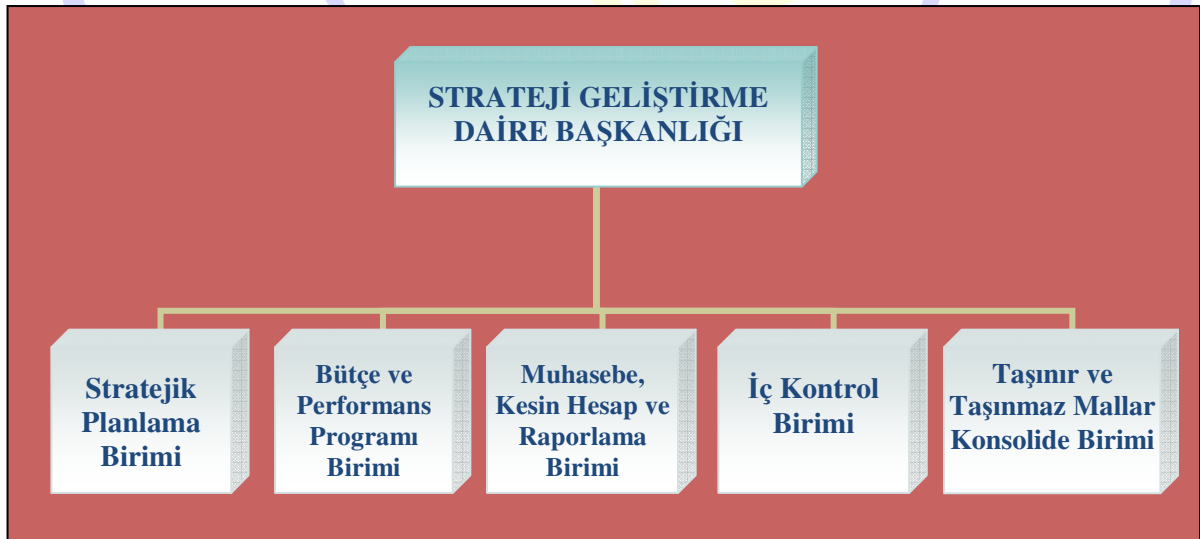 STRATEJİ GELİŞTİRME
DAİRE BAŞKANLIĞI
Stratejik
Planlama
Birimi
Bütçe ve
Performans
Programı
Birimi
Muhasebe,
Kesin Hesap ve
Raporlama
Birimi
İç Kontrol
Birimi
Taşınır ve
Taşınmaz Mallar
Konsolide Birimi